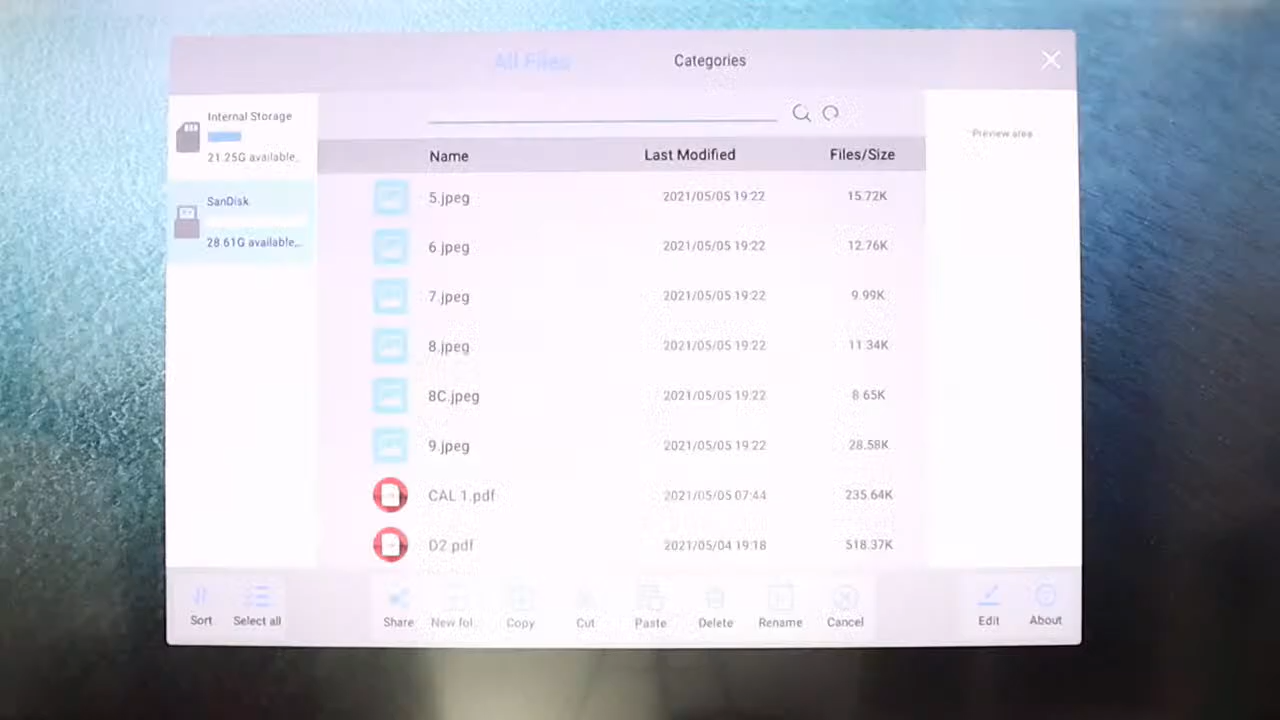 All Files Categories
Internal Storage
21.25G available...
SanDisk
28.61G available...
Preview area
Name Last Modified Files/Size
5.jpeg 2021/05/05 19:22 15.72K
6.jpeg 2021/05/05 19:22 12.76K
7.jpeg 2021/05/05 19:22 9.99K
8.jpeg 2021/05/05 19:22 11.34K
8C.jpeg 2021/05/05 19:22 8.65K
9.jpeg 2021/05/05 19:22 28.58K
CAL 1.pdf 2021/05/05 07:44 235.64K
D2.pdf 2021/05/04 19:18 518.37K
Sort Select all Share New fol... Copy Cut Paste Delete Rename Cancel Edit About